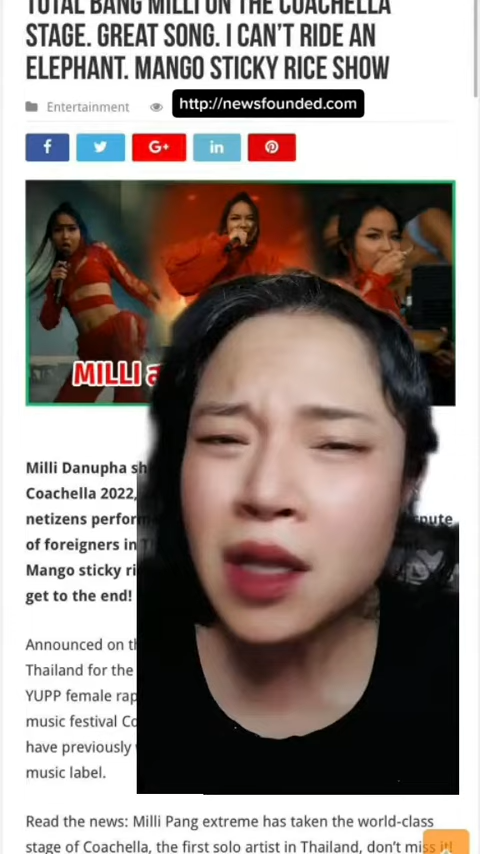 TOTAL BANG MILLI ON THE COACHELLA
STAGE. GREAT SONG. I CAN'T RIDE AN
ELEPHANT. MANGO STICKY RICE SHOW
Entertainment
http://newsfounded.com
f
G+
in
MILLI
Milli Danupha
Coachella 2022,
netizens
of foreigners in
Mango sticky
get to the end!
Announced on
Thailand for the
YUPP female
music festival
have previously
music label.
Read the news: Milli Pang extreme has taken the world-class
stage of Coachella, the first solo artist in Thailand, don't miss it!